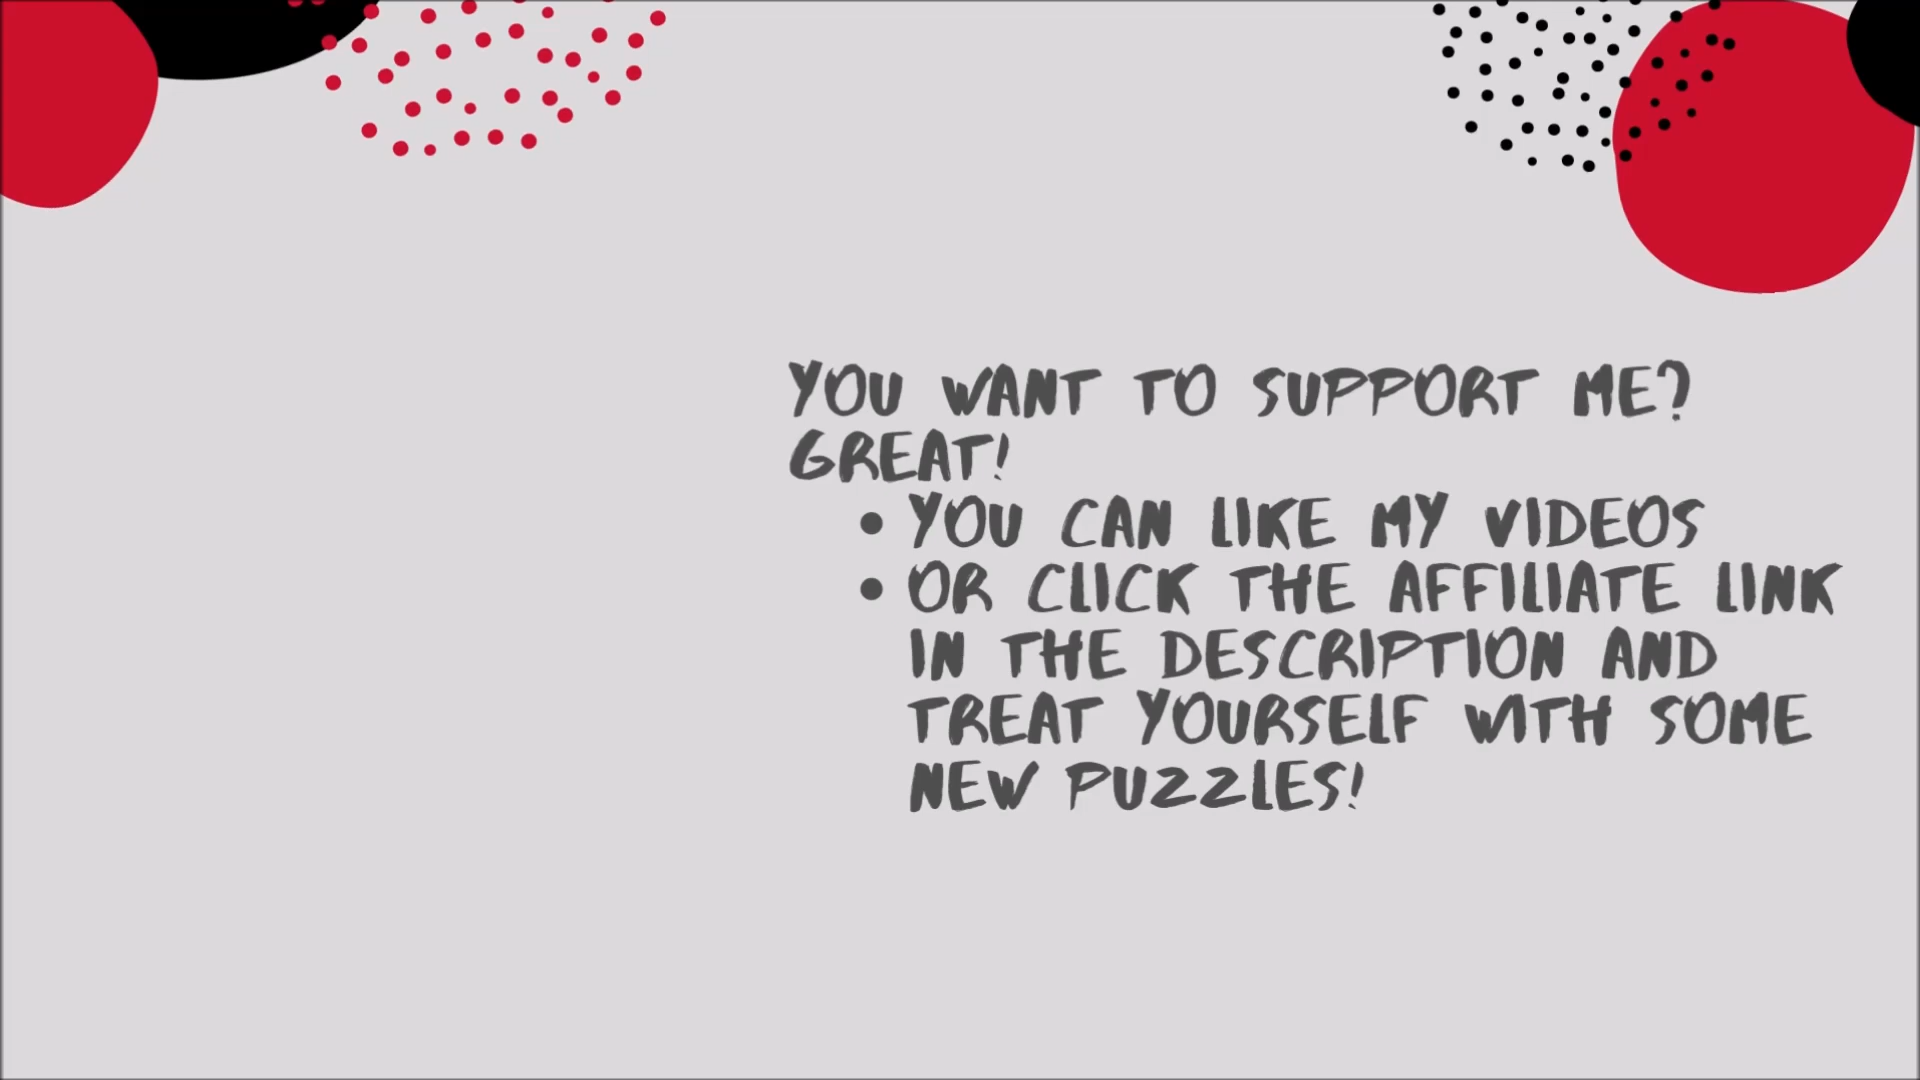 YOU WANT TO SUPPORT ME?
GREAT!
• YOU CAN LIKE MY VIDEOS
• OR CLICK THE AFFILIATE LINK
IN THE DESCRIPTION AND
TREAT YOURSELF WITH SOME
NEW PUZZLES!